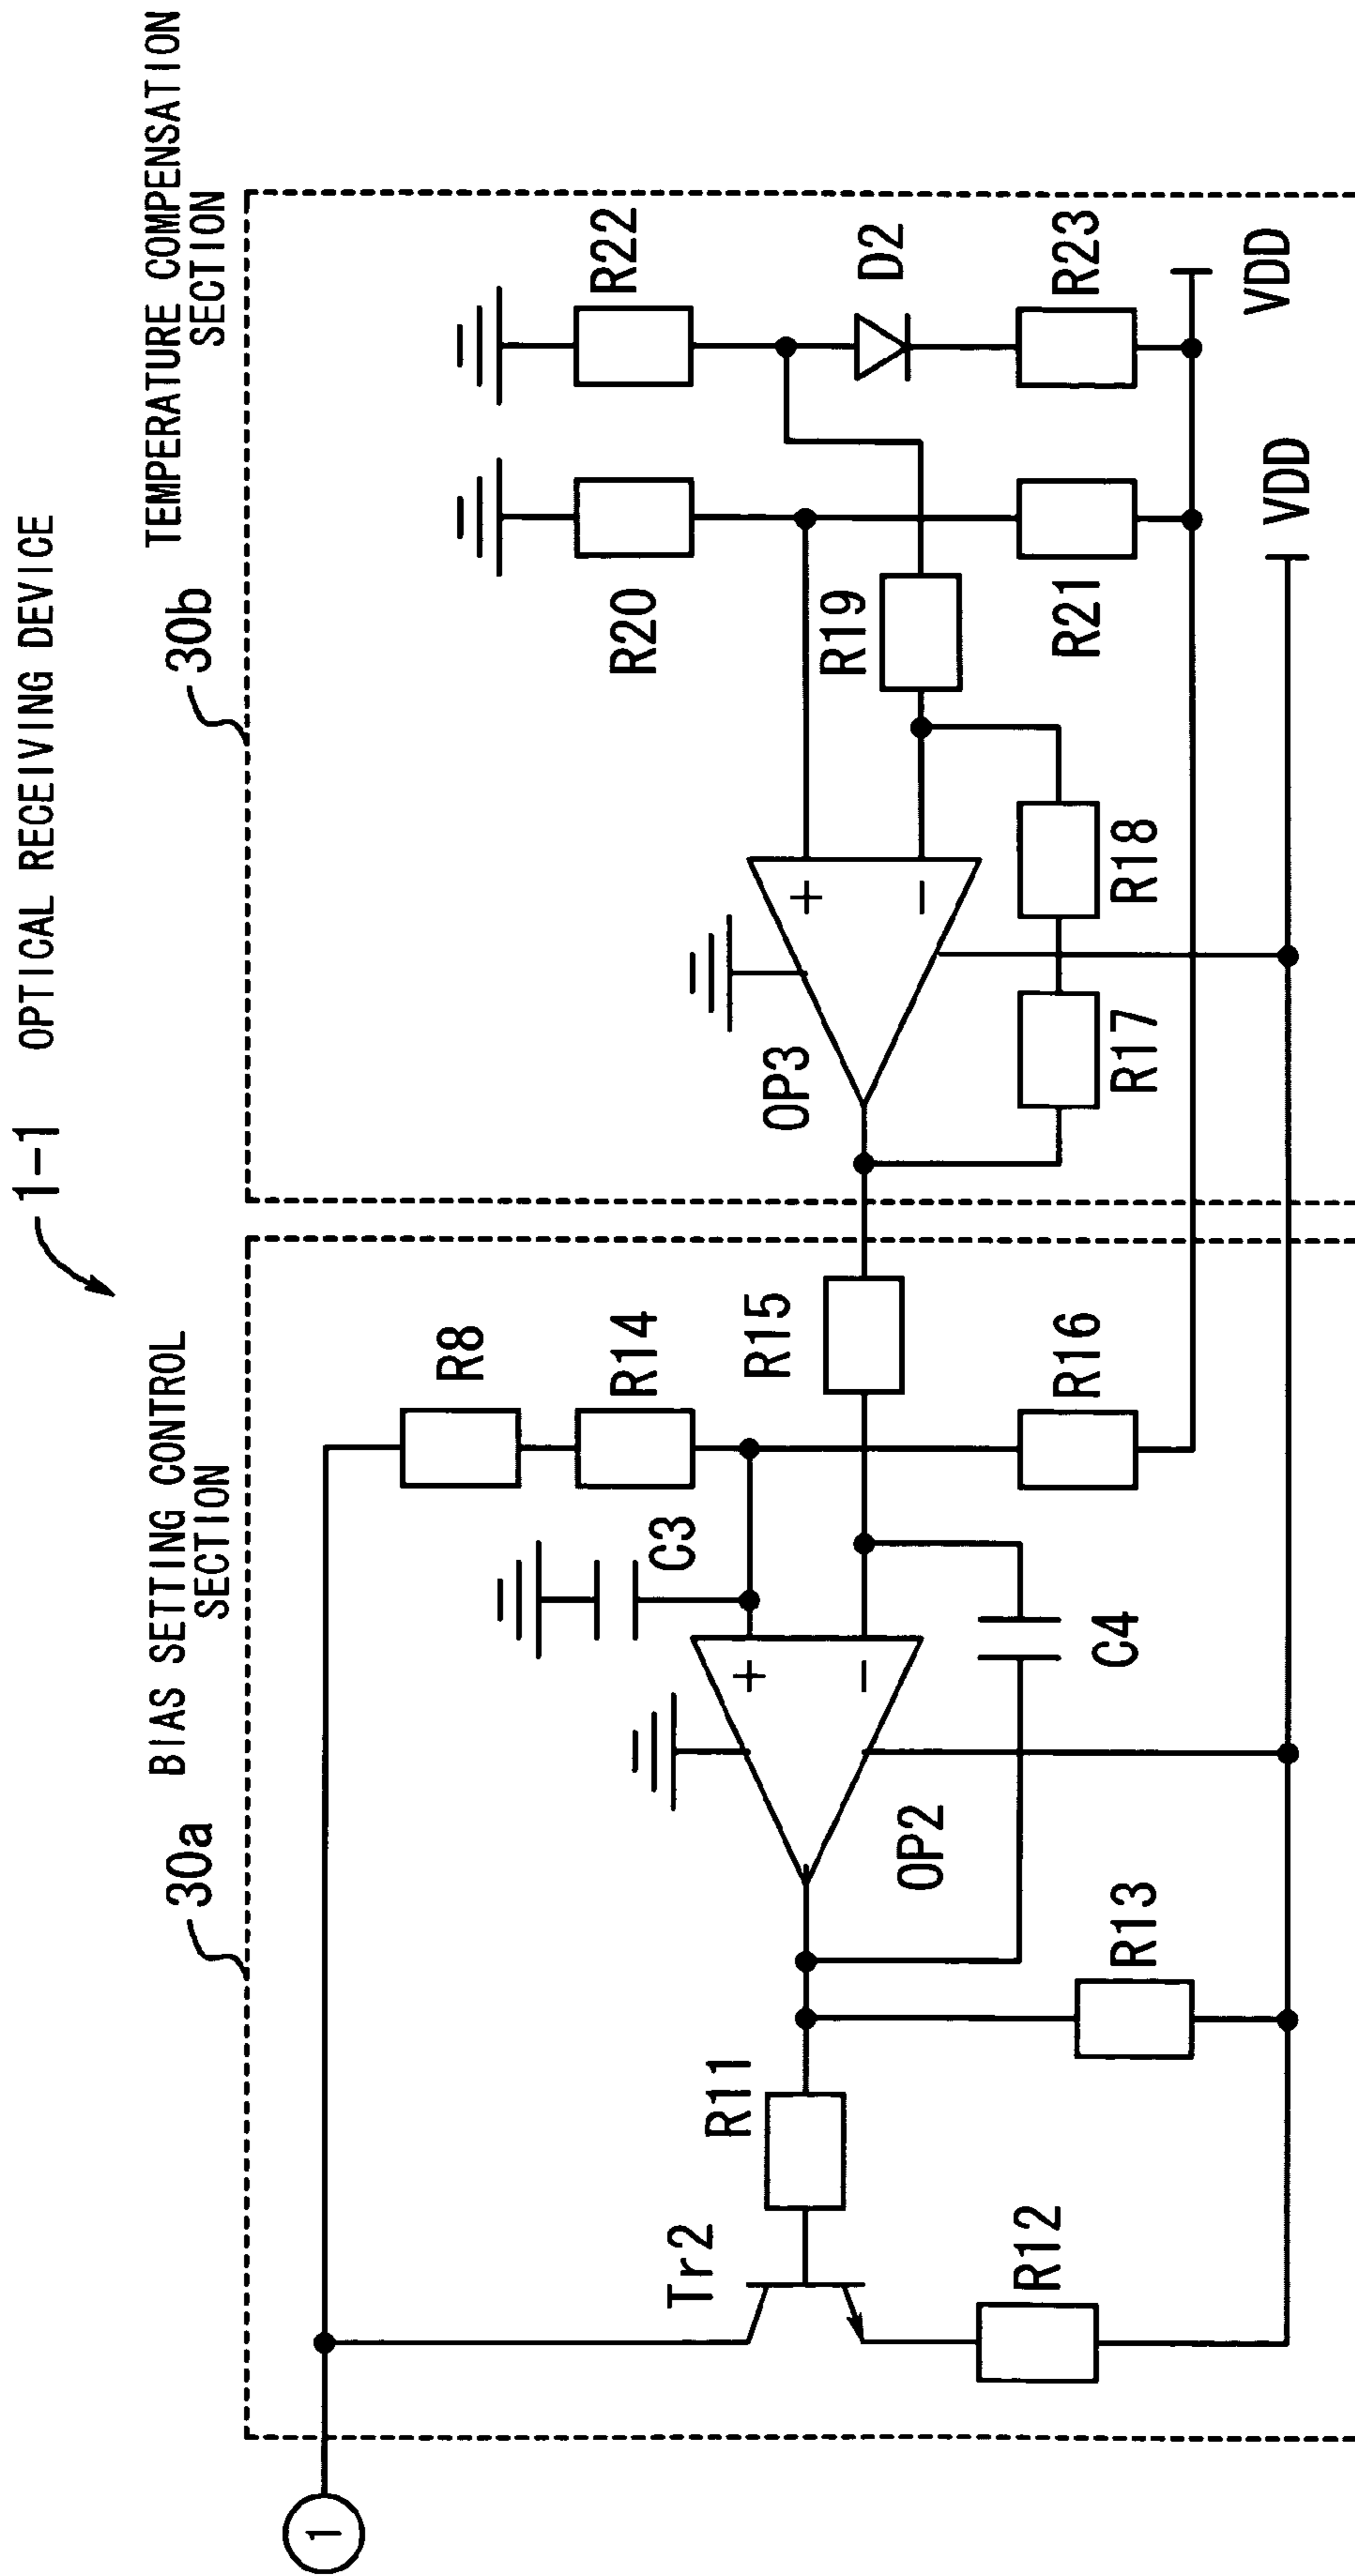 1-1 OPTICAL RECEIVING DEVICE
30a BIAS SETTING CONTROL
SECTION
30b TEMPERATURE COMPENSATION
SECTION
1
Tr2
R11
R12
R13
OP2
+
−
C3
C4
R8
R14
R15
R16
OP3
+
−
R17
R18
R19
R20
R21
R22
D2
R23
VDD
VDD